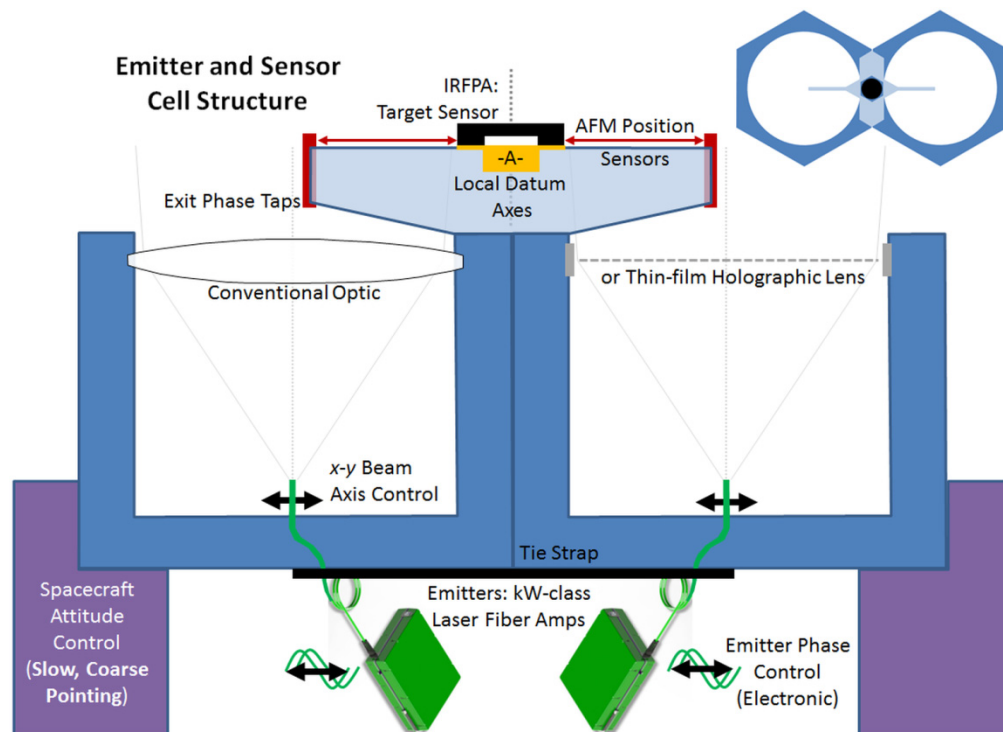 Emitter and Sensor
Cell Structure
IRFPA:
Target Sensor
AFM Position
Sensors
-A-
Local Datum
Axes
Exit Phase Taps
Conventional Optic
or Thin-film Holographic Lens
x-y Beam
Axis Control
Tie Strap
Spacecraft
Attitude
Control
(Slow, Coarse
Pointing)
Emitters: kW-class
Laser Fiber Amps
Emitter Phase
Control
(Electronic)